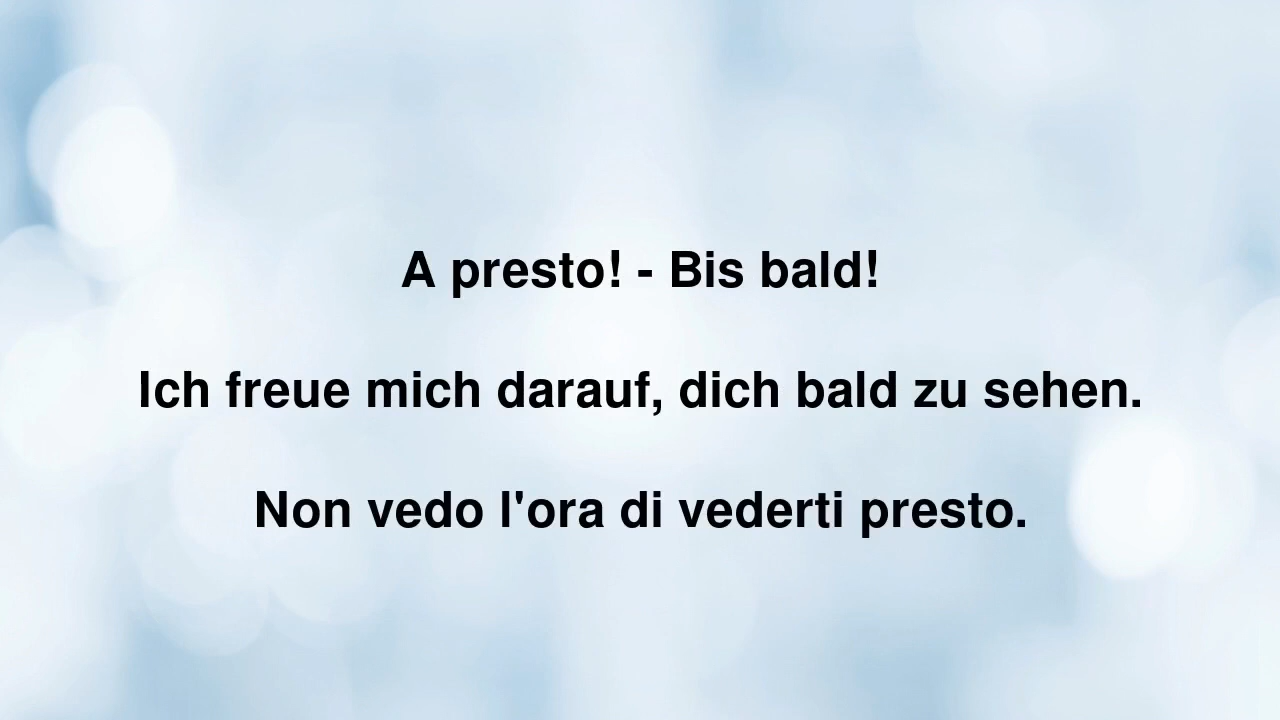 A presto! - Bis bald!
Ich freue mich darauf, dich bald zu sehen.
Non vedo l'ora di vederti presto.